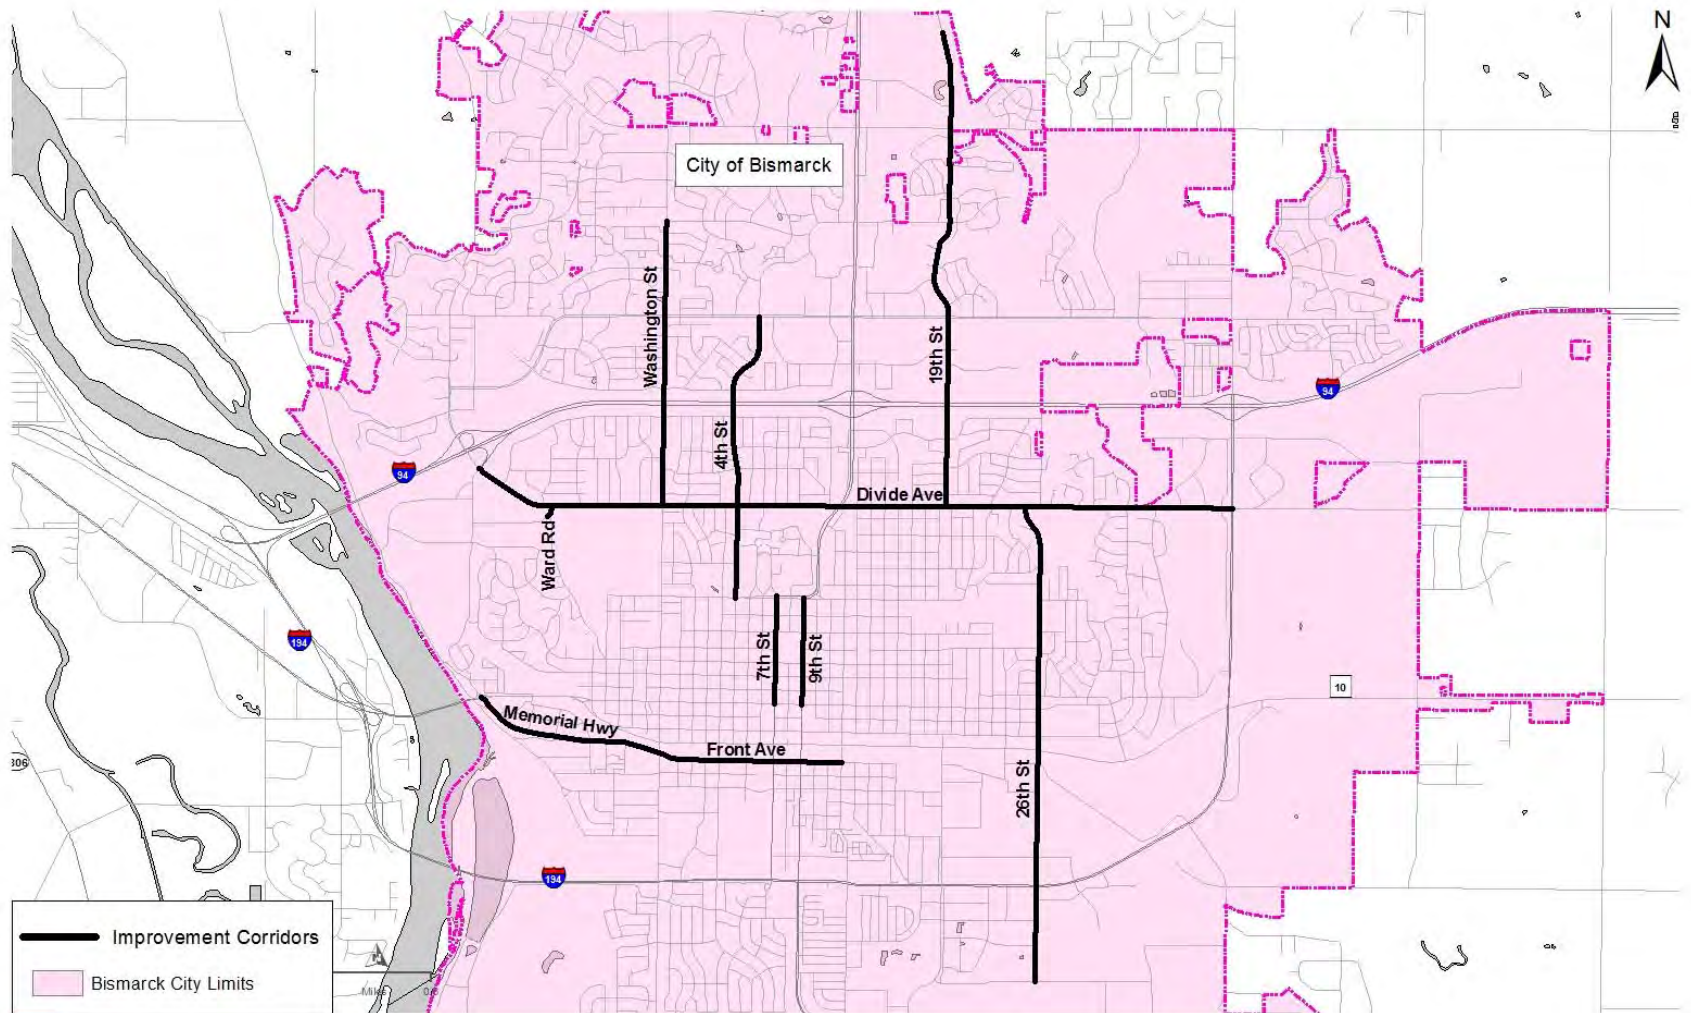 N
City of Bismarck
Washington St
19th St
94
4th St
94
Divide Ave
Ward Rd
194
7th St
9th St
10
Memorial Hwy
Front Ave
26th St
194
Improvement Corridors
Bismarck City Limits
Miles